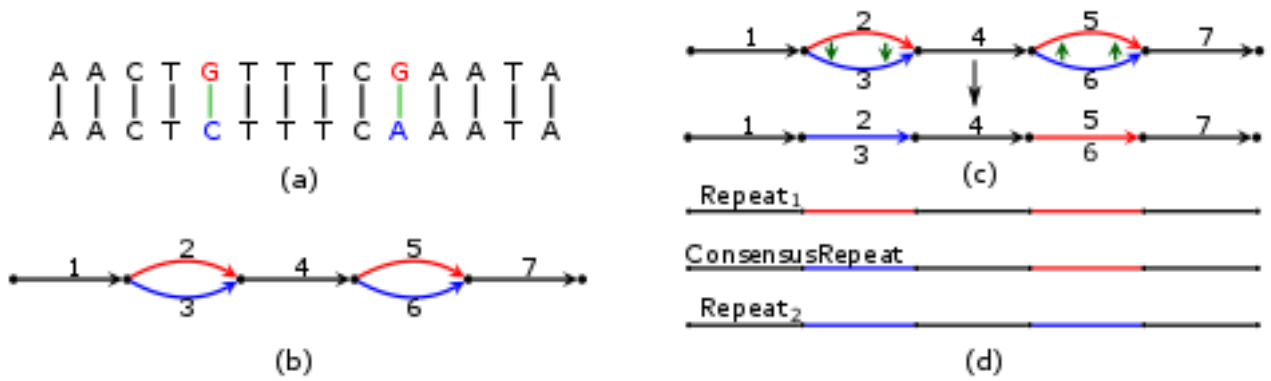 A A C T G T T T C G A A T A
A A C T C T T T C A A A T A
(a)
1 2 4 5 7
3 6
(b)
1 2 4 5 7
3 6
1 2 4 5 7
3 6
(c)
Repeat1
ConsensusRepeat
Repeat2
(d)